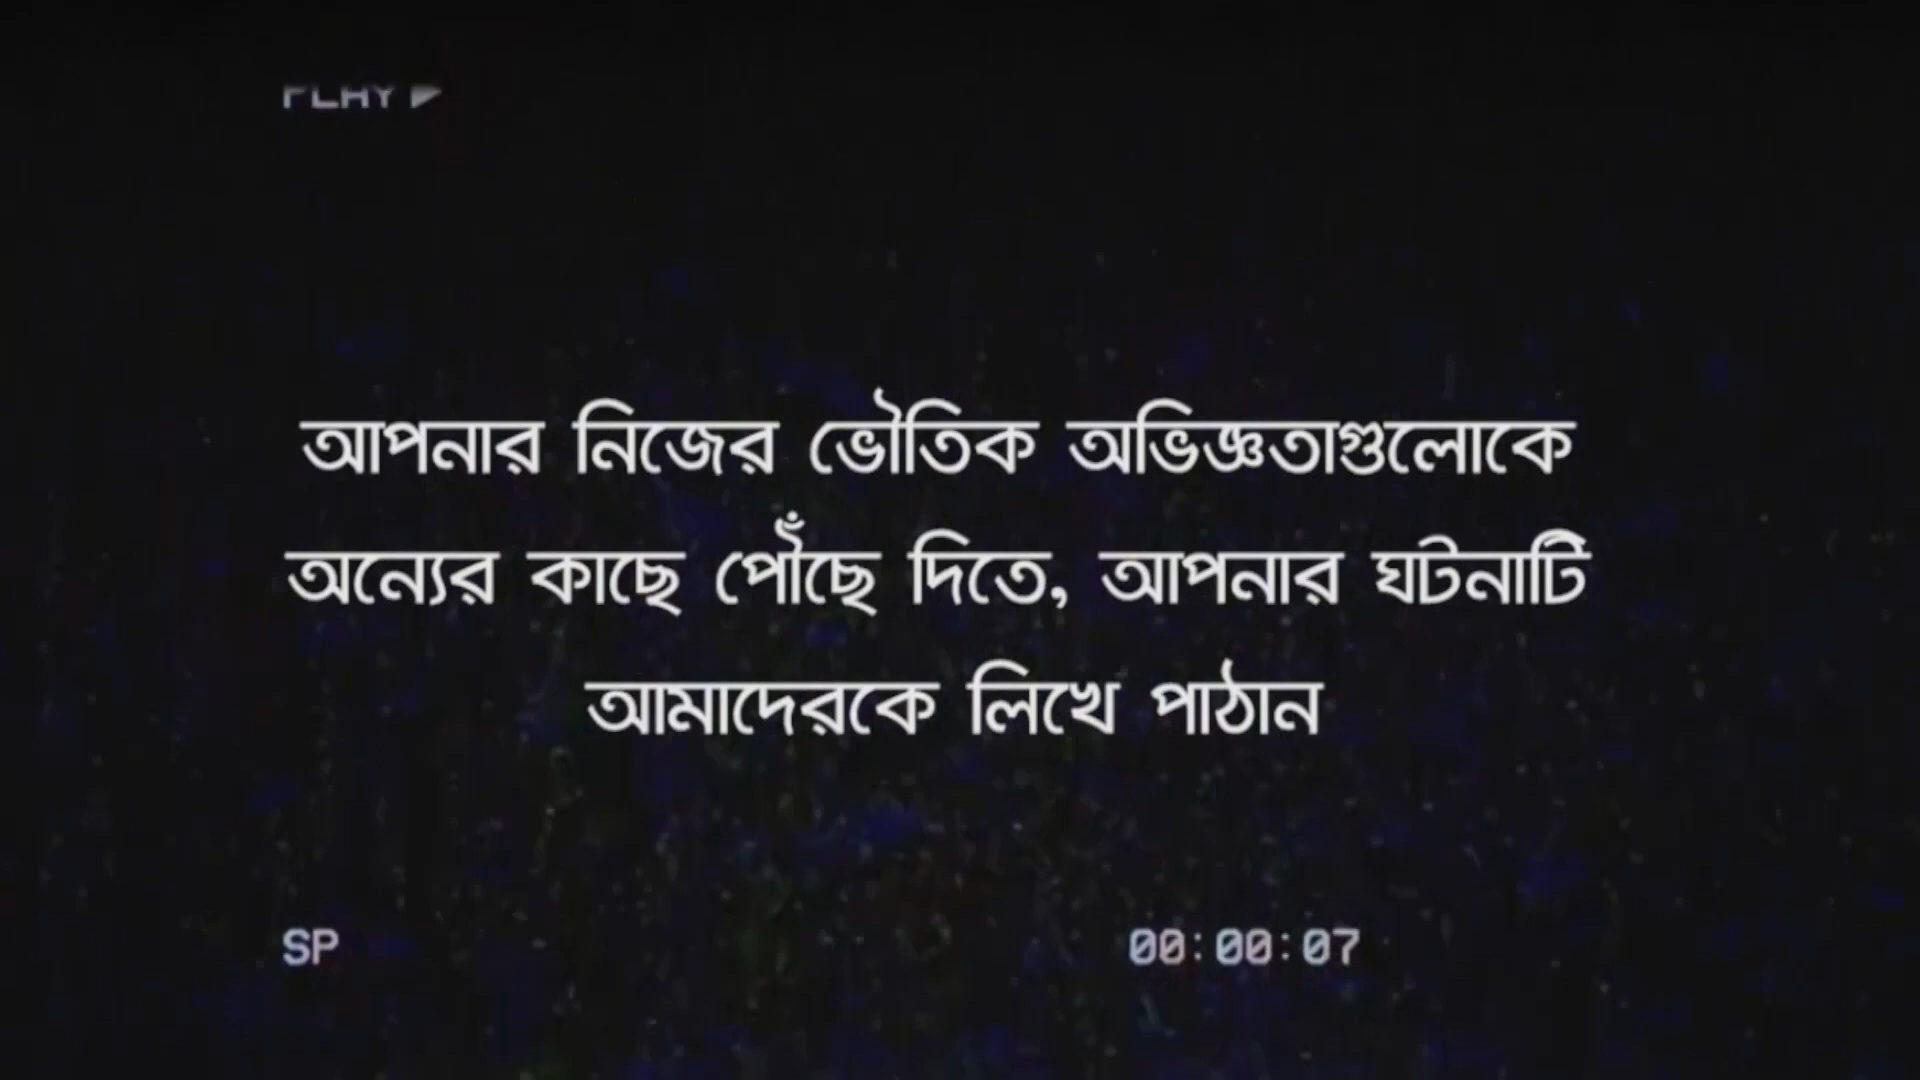 PLAY
আপনার নিজের ভৌতিক অভিজ্ঞতাগুলোকে
অন্যের কাছে পৌঁছে দিতে, আপনার ঘটনাটি
আমাদেরকে লিখে পাঠান
SP 00:00:07